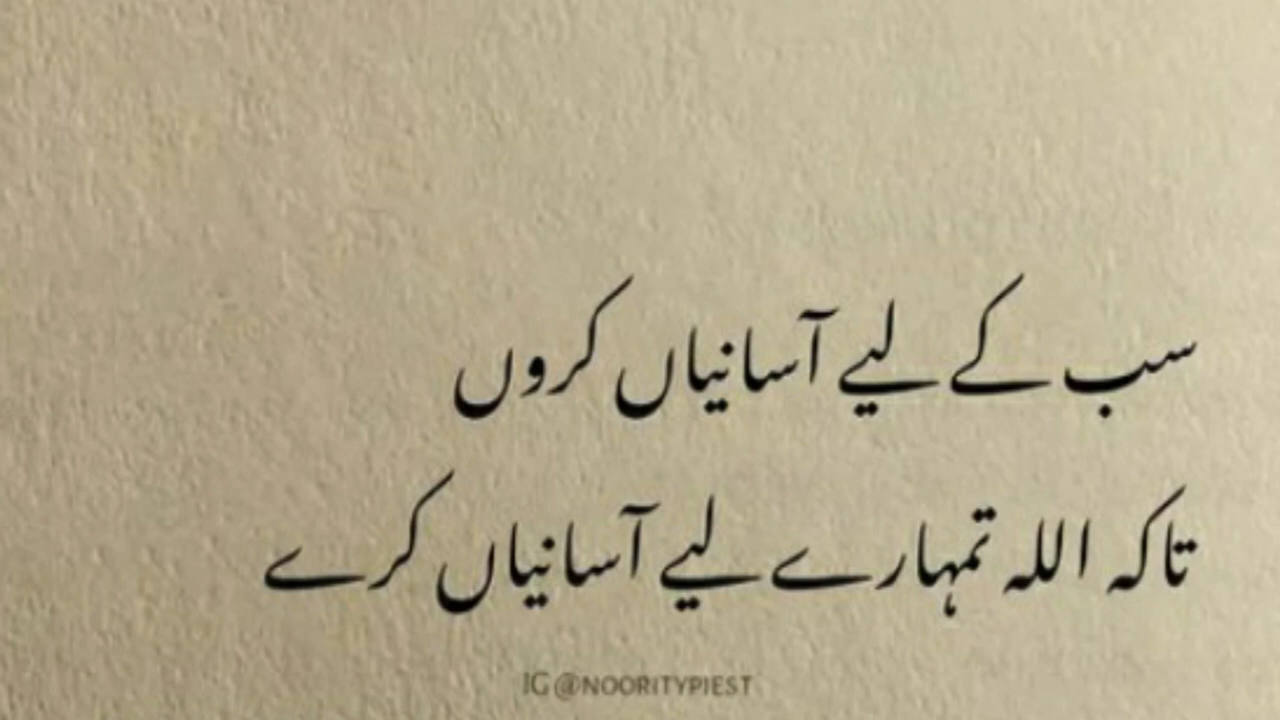 سب کے لیے آسانیاں کروں
تاکہ اللہ تمہارے لیے آسانیاں کرے
IG@NOORITYPIEST